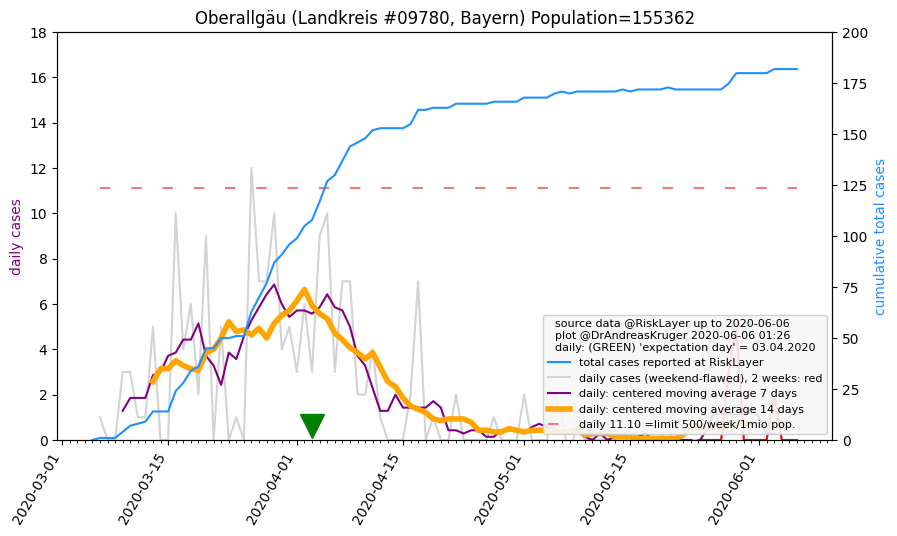 Oberallgäu (Landkreis #09780, Bayern) Population=155362
18
16
14
12
10
8
6
4
2
0
daily cases
200
175
150
125
100
75
50
25
0
cumulative total cases
source data @RiskLayer up to 2020-06-06
plot @DrAndreasKruger 2020-06-06 01:26
daily: (GREEN) 'expectation day' = 03.04.2020
total cases reported at RiskLayer
daily cases (weekend-flawed), 2 weeks: red
daily: centered moving average 7 days
daily: centered moving average 14 days
daily 11.10 =limit 500/week/1mio pop.
2020-03-01
2020-03-15
2020-04-01
2020-04-15
2020-05-01
2020-05-15
2020-06-01